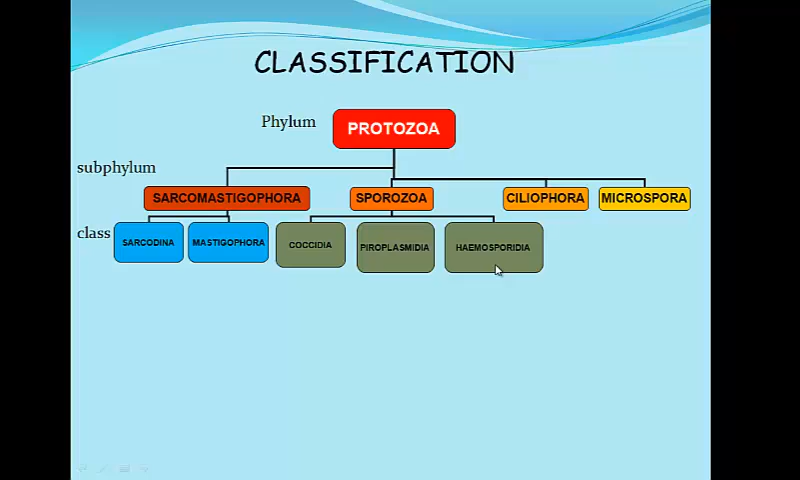 CLASSIFICATION
Phylum
PROTOZOA
subphylum
SARCOMASTIGOPHORA
SPOROZOA
CILIOPHORA
MICROSPORA
class
SARCODINA
MASTIGOPHORA
COCCIDIA
PIROPLASMIDIA
HAEMOSPORIDIA